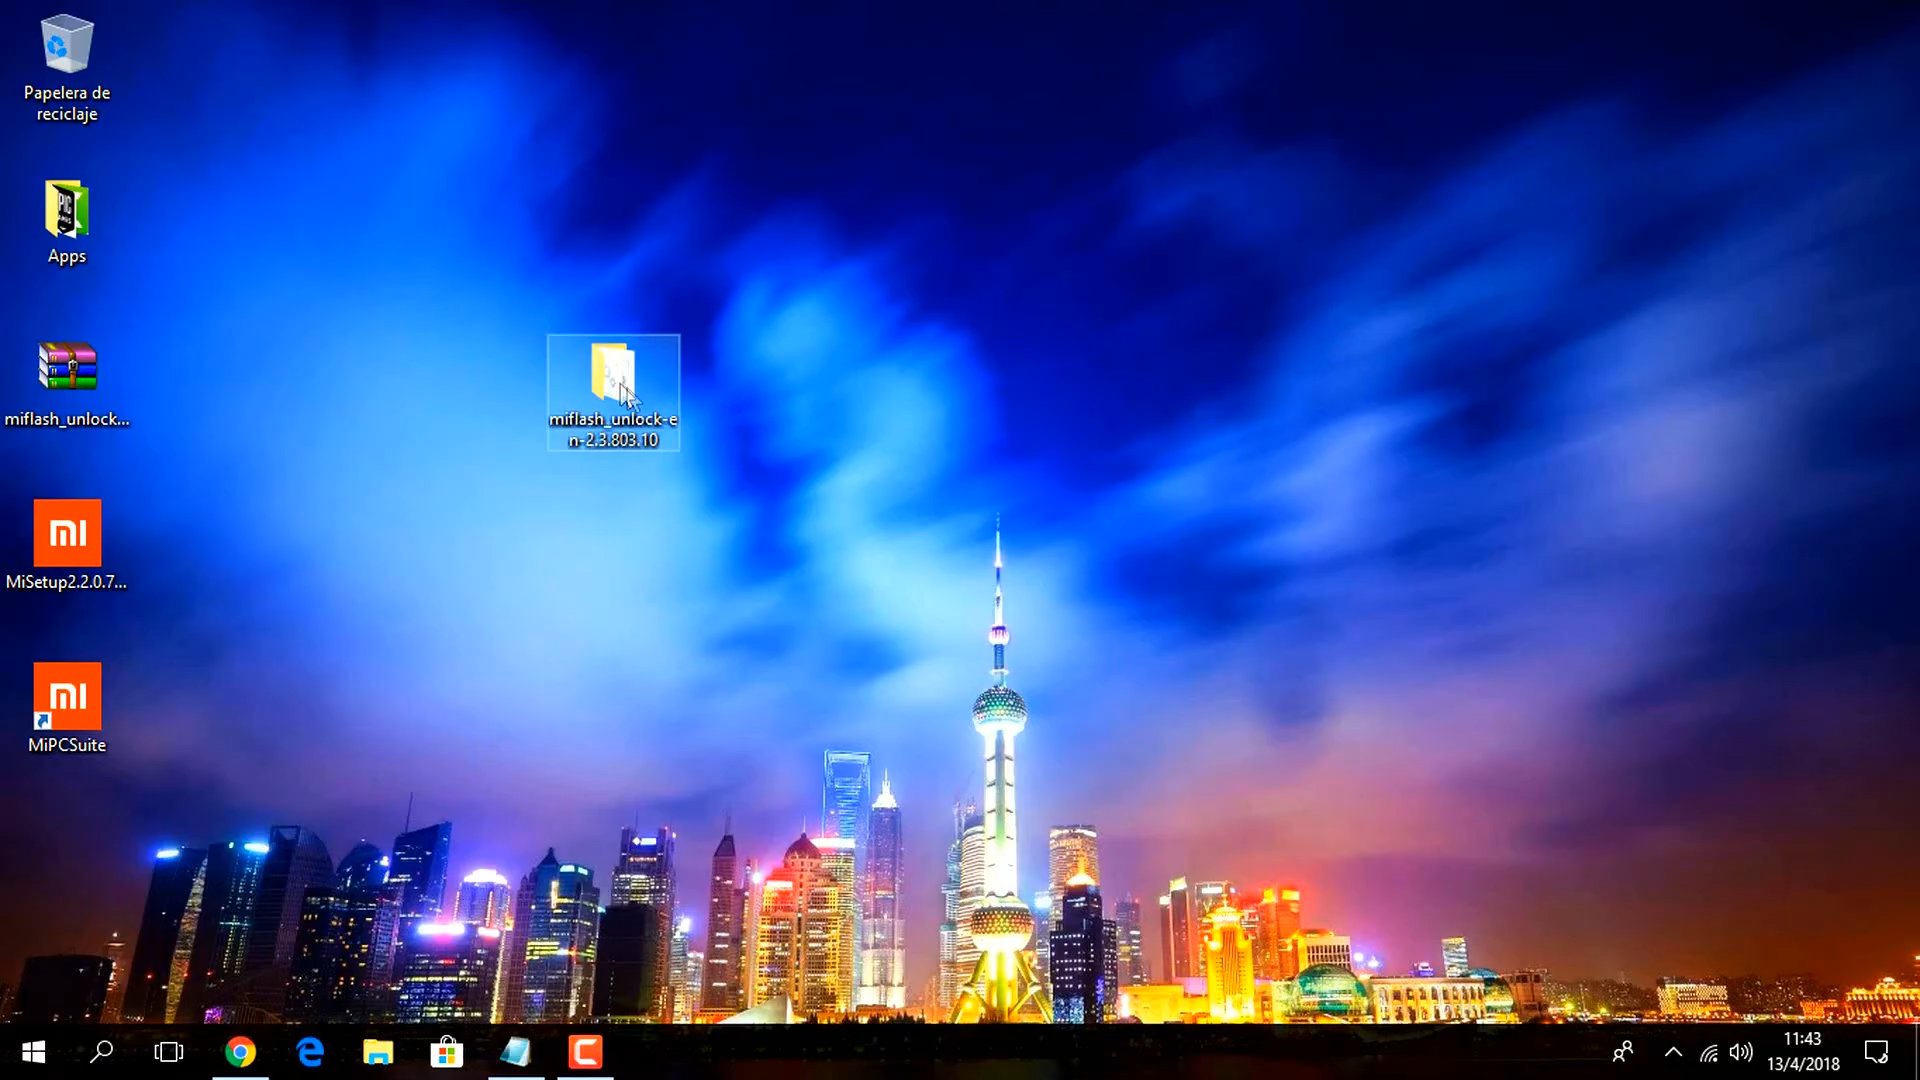 Papelera de
reciclaje
Apps
miflash_unlock...
MiSetup2.2.0.7...
MiPCSuite
miflash_unlock-e
n-2.3.803.10
11:43
13/4/2018